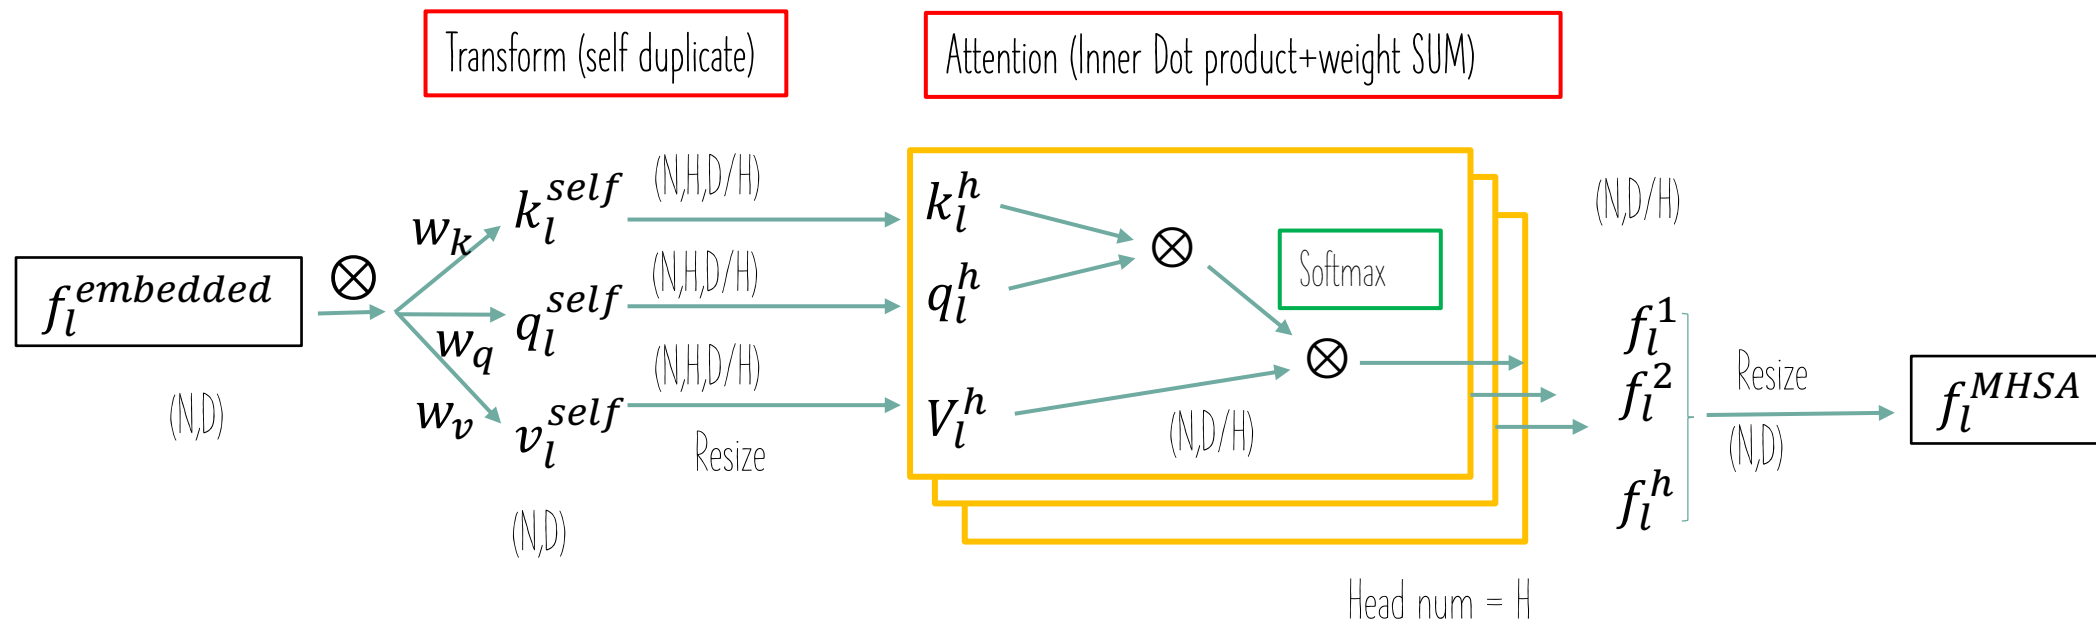 Transform (self duplicate)
Attention (Inner Dot product+weight SUM)
f_l^{embedded}
(N,D)
⊗
w_k
w_q
w_v
k_l^{self}
q_l^{self}
v_l^{self}
(N,D)
(N,H,D/H)
(N,H,D/H)
(N,H,D/H)
Resize
k_l^h
q_l^h
V_l^h
⊗
Softmax
⊗
(N,D/H)
Head num = H
(N,D/H)
f_l^1
f_l^2
f_l^h
Resize
(N,D)
f_l^{MHSA}